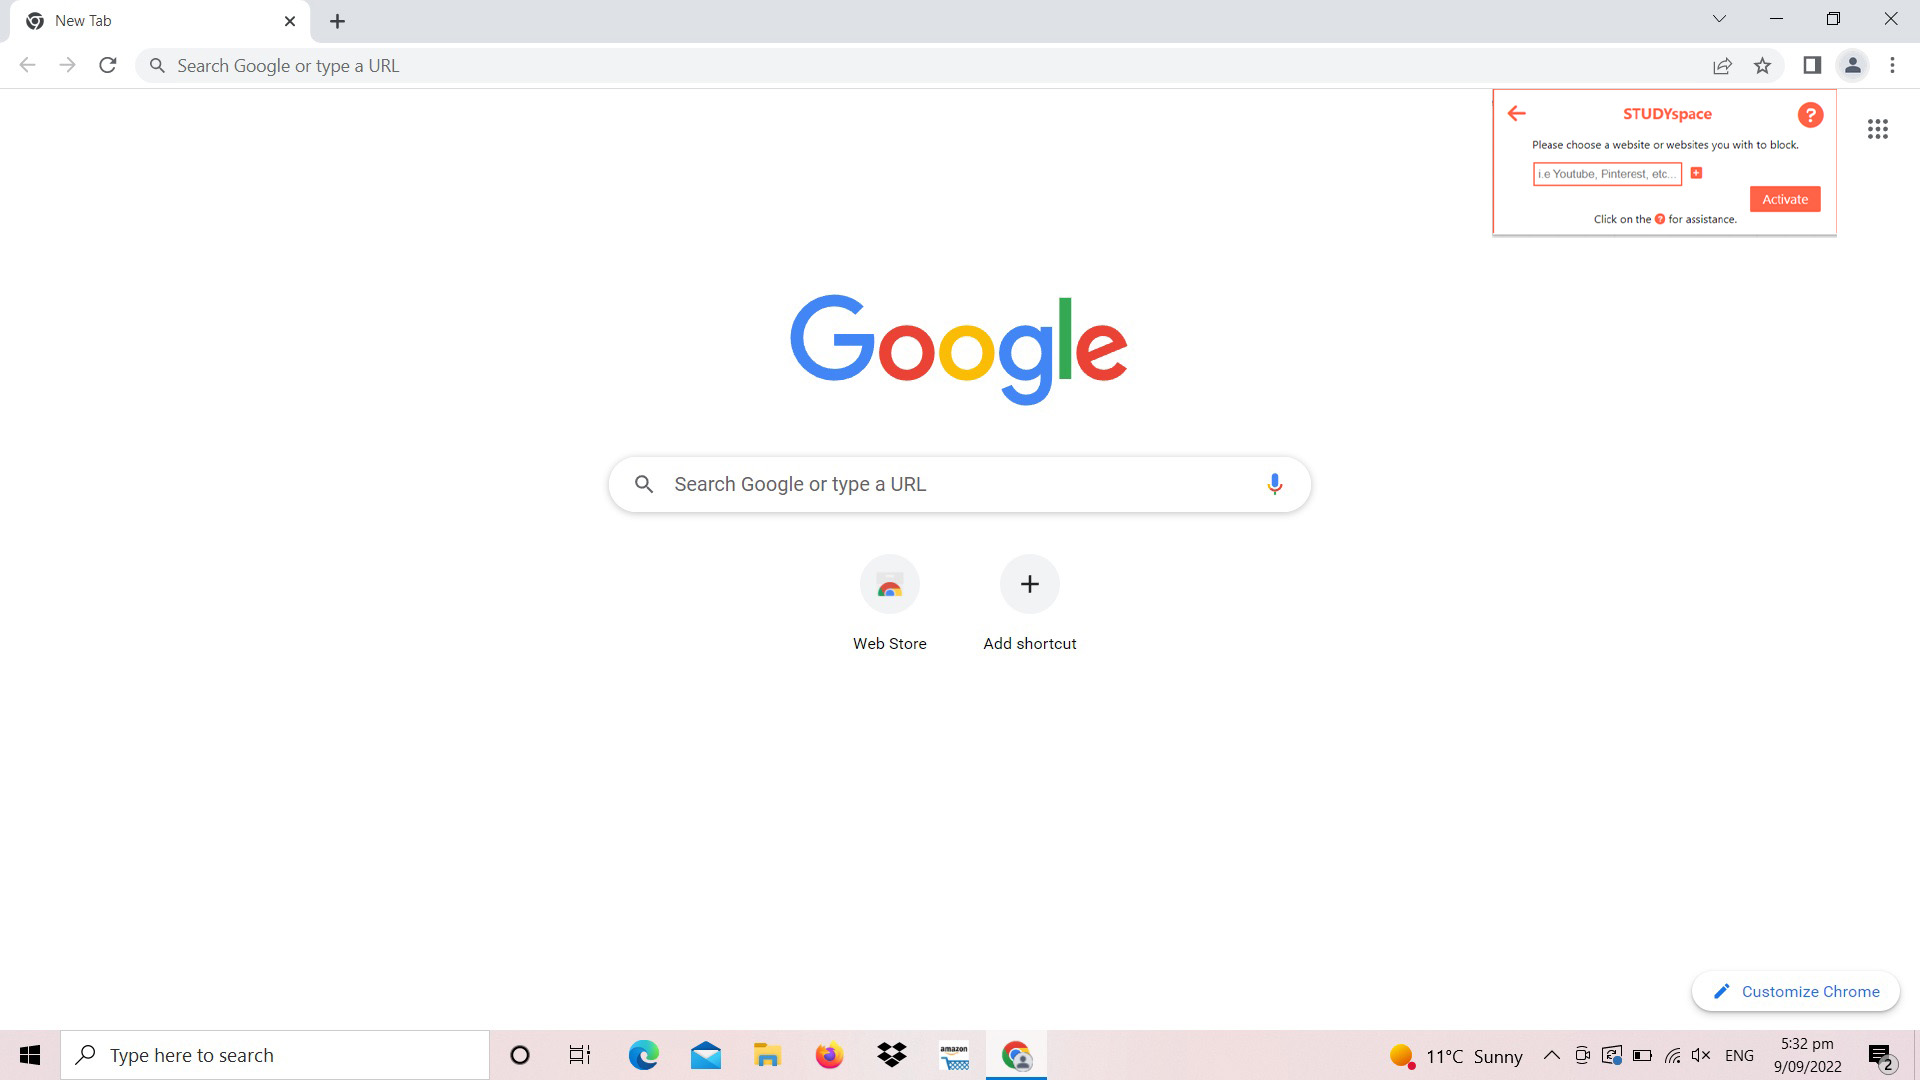 New Tab
Search Google or type a URL
STUDYspace
?
Please choose a website or websites you with to block.
i.e Youtube, Pinterest, etc...
Activate
Click on the ? for assistance.
Google
Search Google or type a URL
Web Store
Add shortcut
Customize Chrome
Type here to search
amazon
11°C Sunny
ENG
5:32 pm
9/09/2022
2